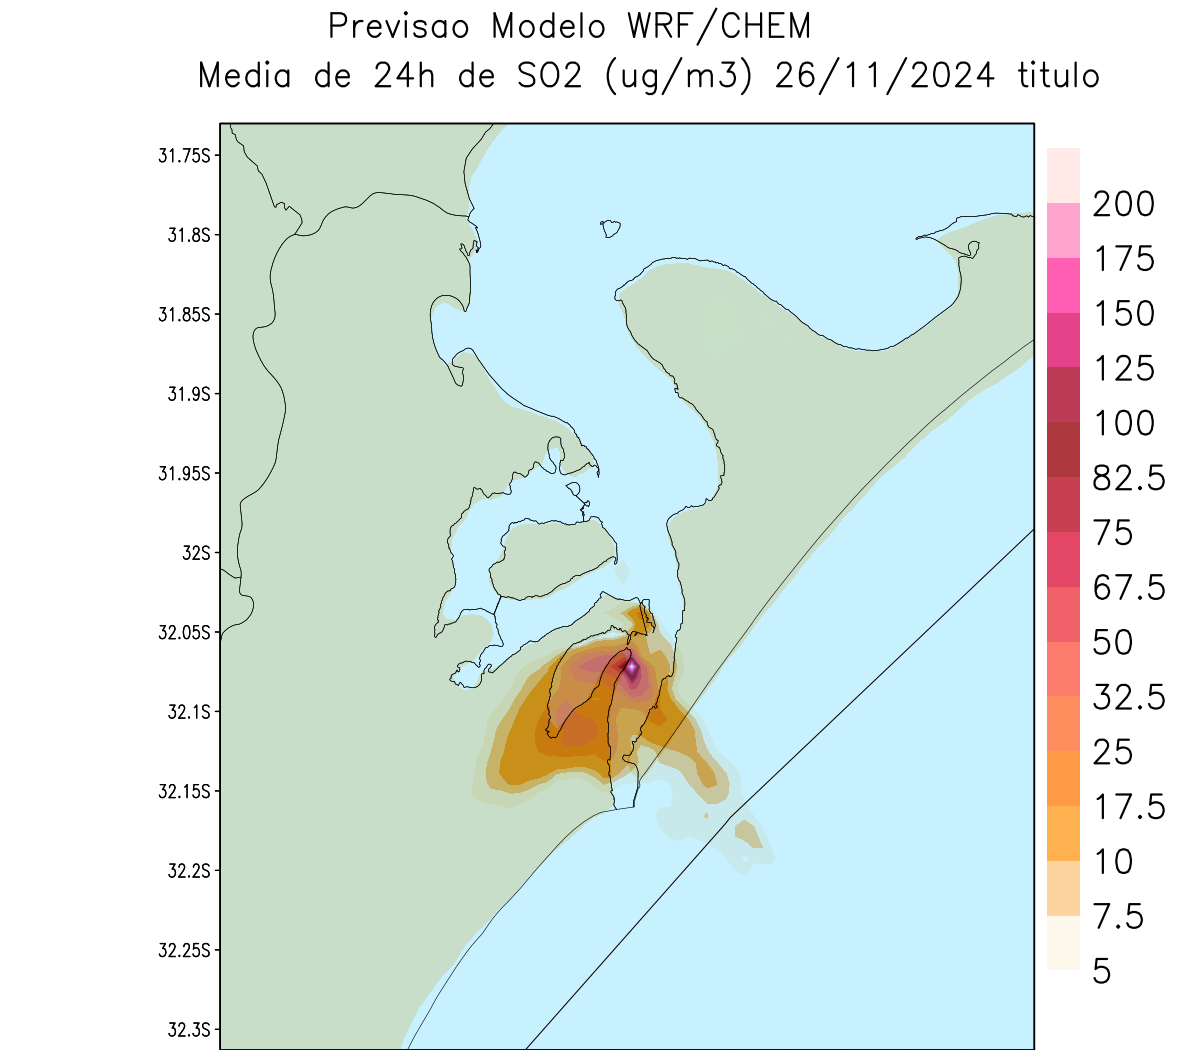 Previsao Modelo WRF/CHEM
Media de 24h de SO2 (ug/m3) 26/11/2024 titulo
31.75S
31.8S
31.85S
31.9S
31.95S
32S
32.05S
32.1S
32.15S
32.2S
32.25S
32.3S
200
175
150
125
100
82.5
75
67.5
50
32.5
25
17.5
10
7.5
5